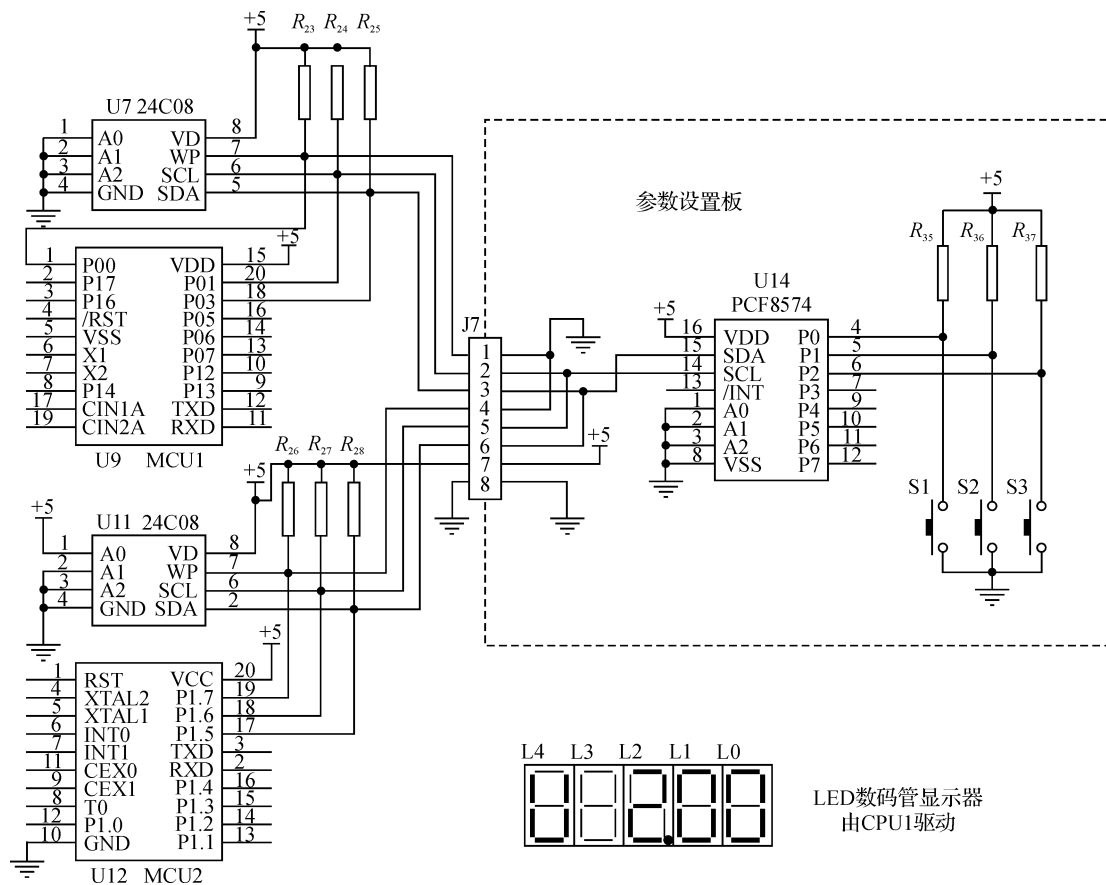 +5 R23 R24 R25
U7 24C08
1 A0 VD 8
2 A1 WP 7
3 A2 SCL 6
4 GND SDA 5
+5
1 P00 VDD 15
2 P17 P01 20
3 P16 P03 18
4 /RST P05 16
5 VSS P06 14
6 X1 P07 13
7 X2 P12 10
8 P14 P13 9
17 CIN1A TXD 12
19 CIN2A RXD 11
U9 MCU1
R26 R27 R28
+5
+5
U11 24C08
1 A0 VD 8
2 A1 WP 7
3 A2 SCL 6
4 GND SDA 2
+5
1 RST VCC 20
4 XTAL2 P1.7 19
5 XTAL1 P1.6 18
6 INT0 P1.5 17
7 INT1 TXD 3
11 CEX0 RXD 2
9 CEX1 P1.4 16
8 T0 P1.3 15
12 P1.0 P1.2 14
10 GND P1.1 13
U12 MCU2
J7
1
2
3
4
5
6
7
8
+5
参数设置板
+5
R35 R36 R37
U14
PCF8574
+5
16 VDD P0 4
15 SDA P1 5
14 SCL P2 6
13 /INT P3 7
1 A0 P4 9
2 A1 P5 10
3 A2 P6 11
8 VSS P7 12
S1 S2 S3
L4 L3 L2 L1 L0
LED数码管显示器
由CPU1驱动